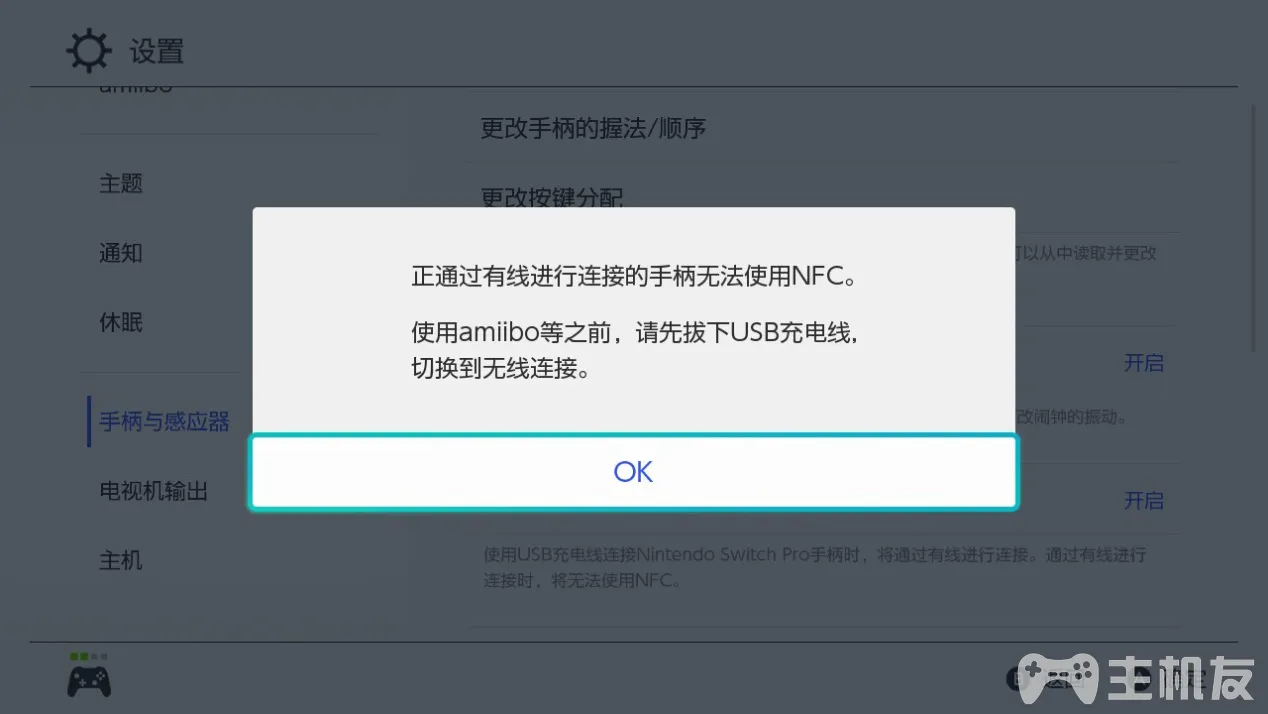 设置
amiibo
更改手柄的握法/顺序
主题
更改按键分配
通知
可以从中读取并更改
正通过有线进行连接的手柄无法使用NFC。
使用amiibo等之前，请先拔下USB充电线，
切换到无线连接。
休眠
开启
手柄与感应器
改闹钟的振动。
OK
电视机输出
开启
主机
使用USB充电线连接Nintendo Switch Pro手柄时，将通过有线进行连接。通过有线进行
连接时，将无法使用NFC。
主机友